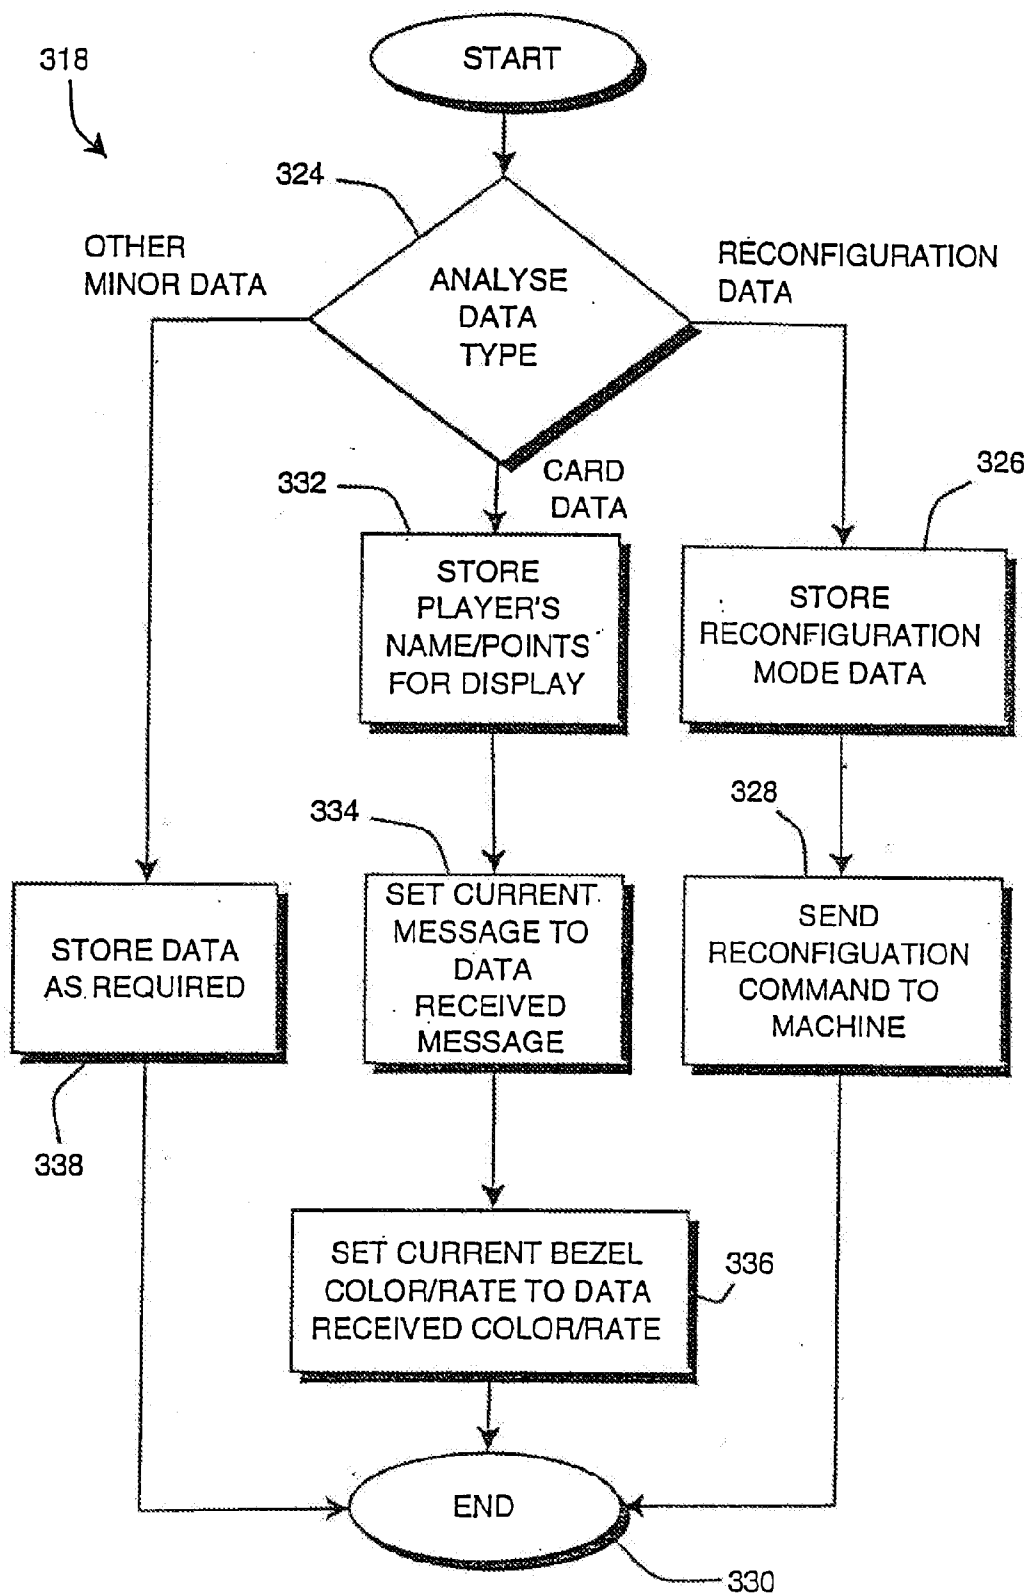 318
START
324
OTHER
MINOR DATA
ANALYSE
DATA
TYPE
RECONFIGURATION
DATA
332
CARD
DATA
326
STORE
PLAYER'S
NAME/POINTS
FOR DISPLAY
STORE
RECONFIGURATION
MODE DATA
334
328
STORE DATA
AS REQUIRED
SET CURRENT
MESSAGE TO
DATA
RECEIVED
MESSAGE
SEND
RECONFIGUATION
COMMAND TO
MACHINE
338
SET CURRENT BEZEL
COLOR/RATE TO DATA
RECEIVED COLOR/RATE
336
END
330